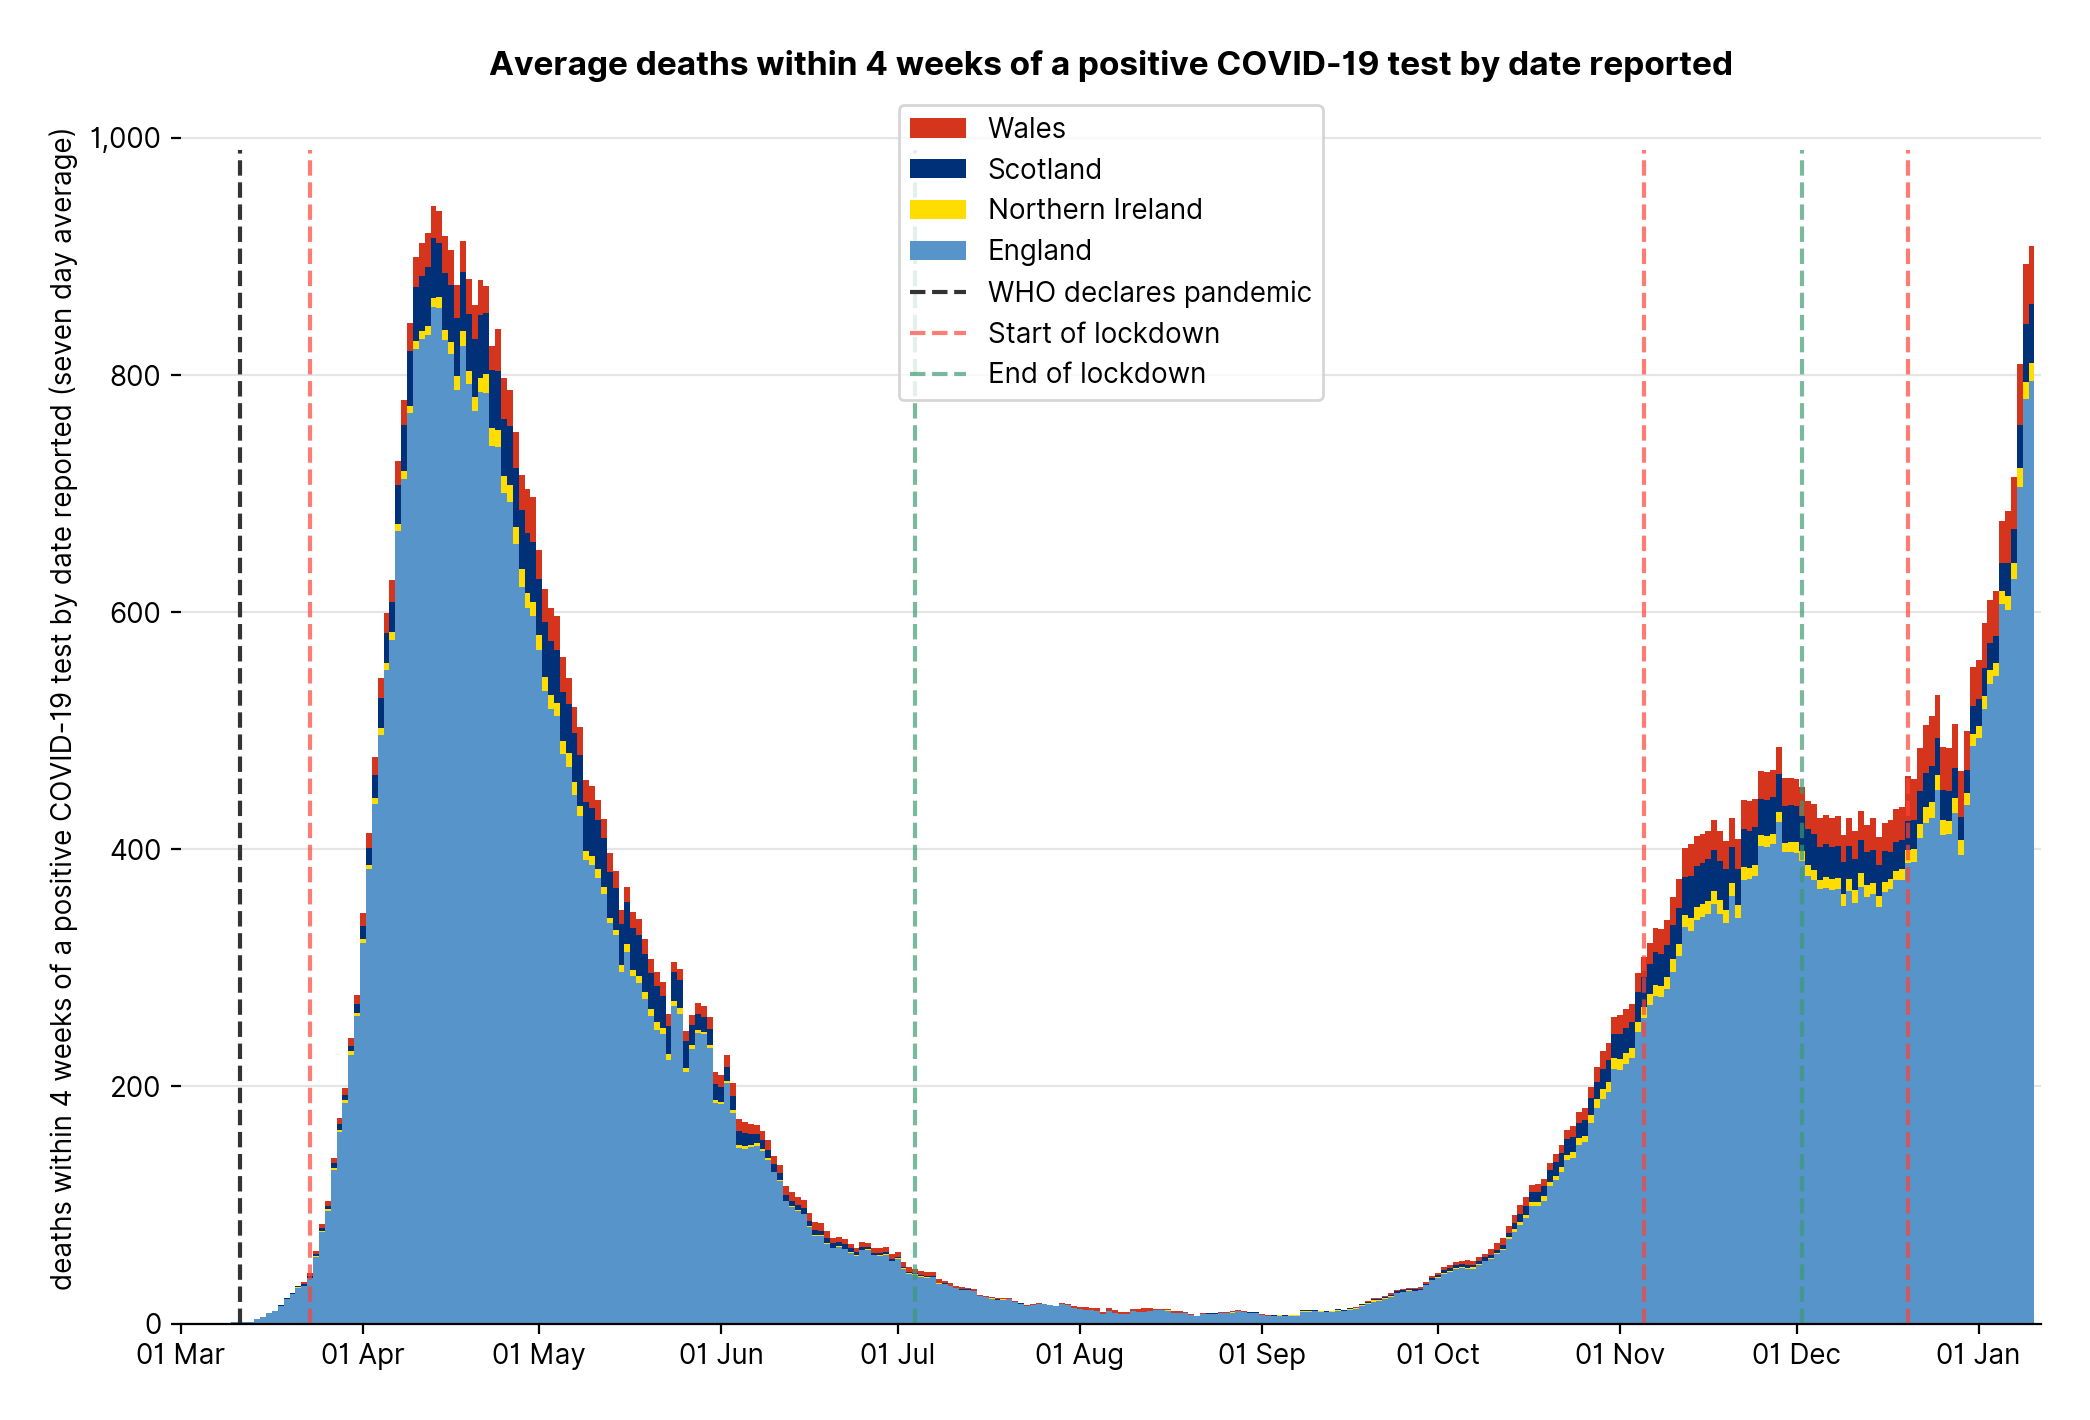 Average deaths within 4 weeks of a positive COVID-19 test by date reported
deaths within 4 weeks of a positive COVID-19 test by date reported (seven day average)
1,000
800
600
400
200
0
Wales
Scotland
Northern Ireland
England
WHO declares pandemic
Start of lockdown
End of lockdown
01 Mar
01 Apr
01 May
01 Jun
01 Jul
01 Aug
01 Sep
01 Oct
01 Nov
01 Dec
01 Jan